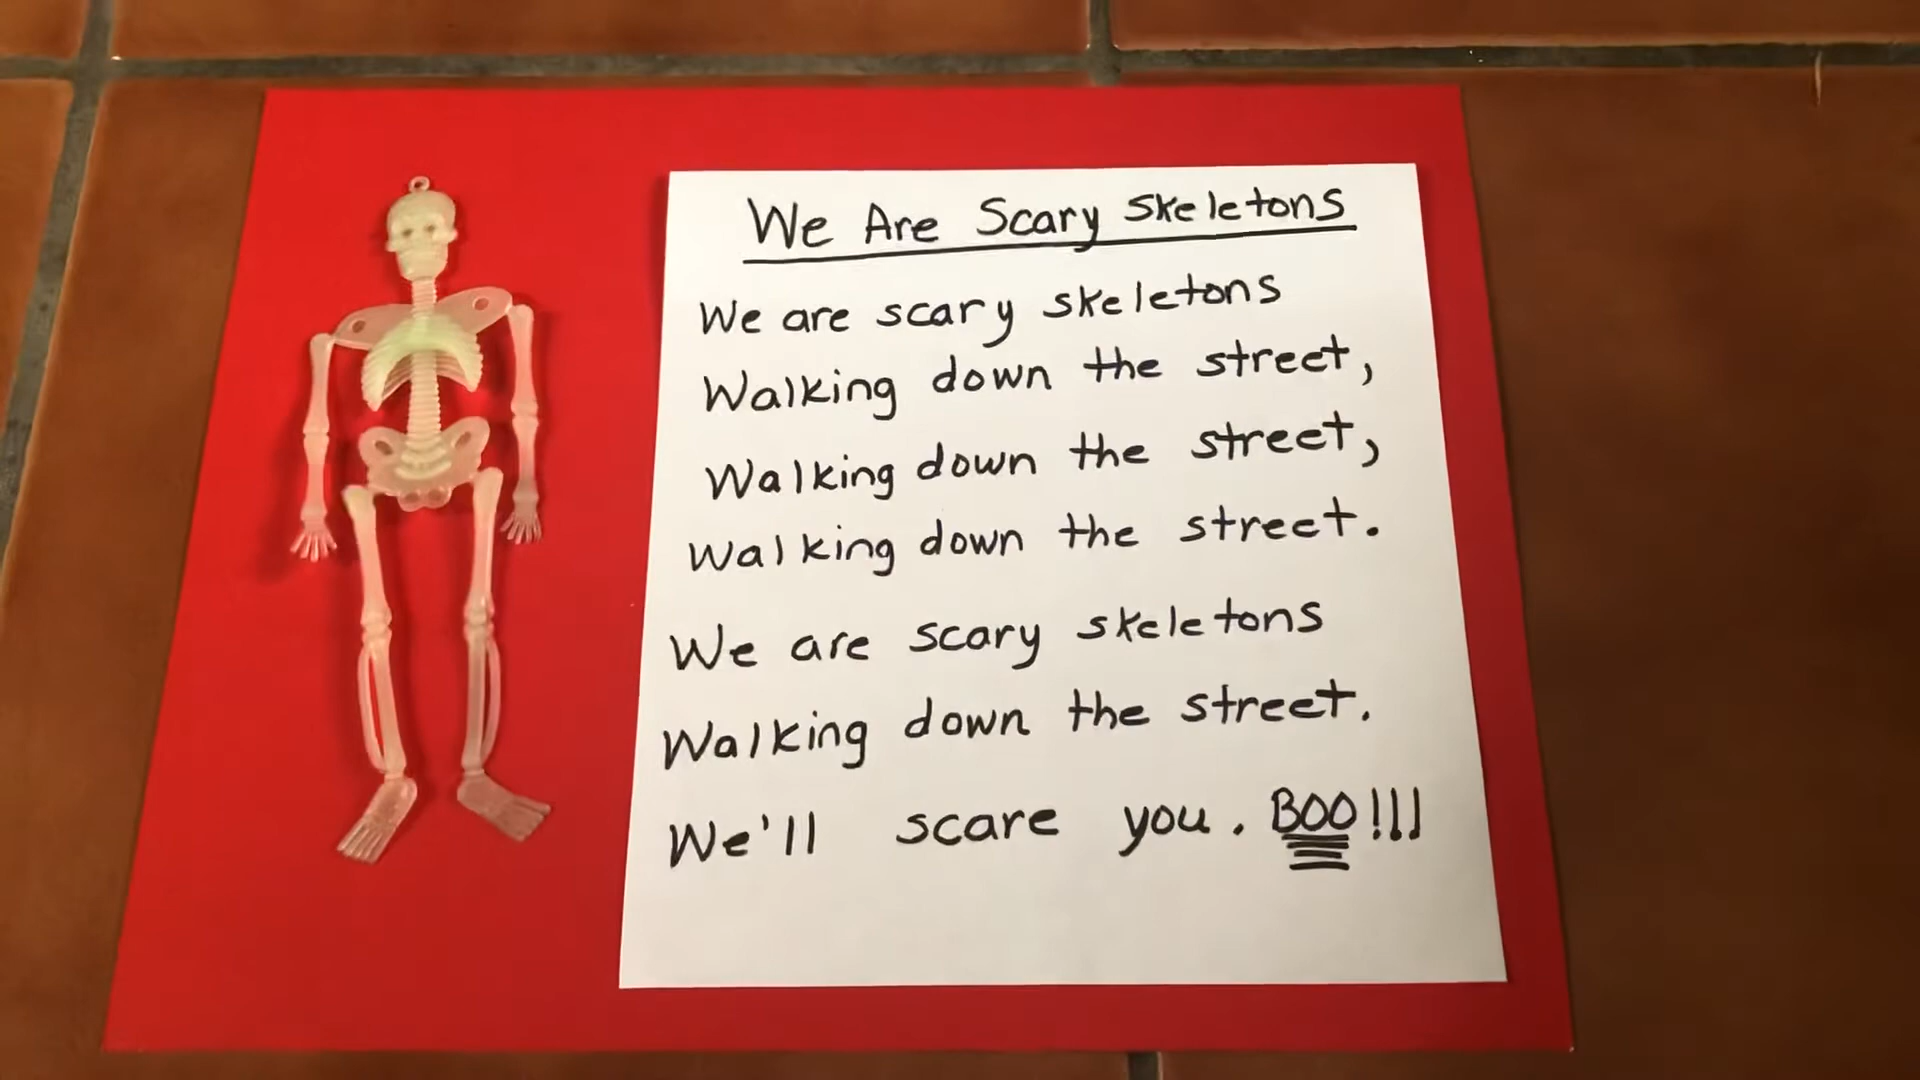 We Are Scary Skeletons
We are scary skeletons
Walking down the street,
Walking down the street,
Walking down the street.
We are scary skeletons
Walking down the street.
We'll scare you. BOO!!!